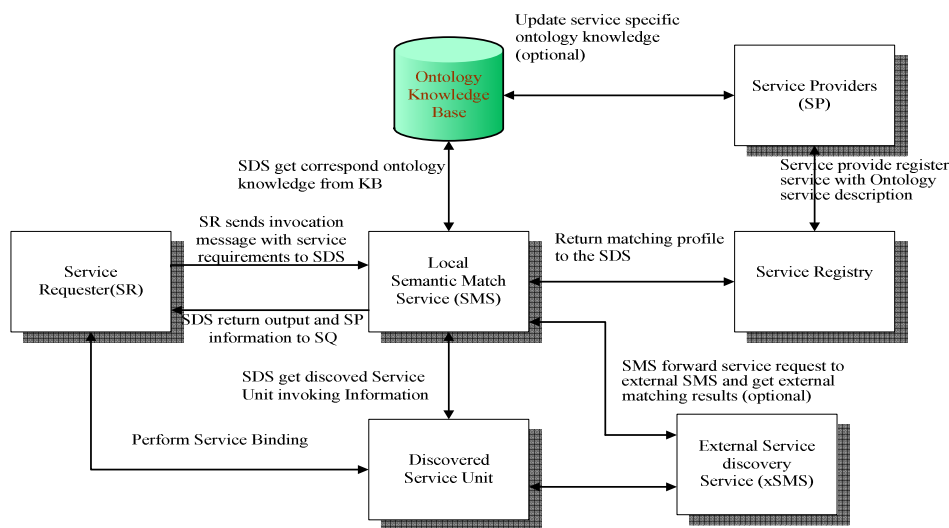 Update service specific
ontology knowledge
(optional)
Ontology
Knowledge
Base
Service Providers
(SP)
SDS get correspond ontology
knowledge from KB
Service provide register
service with Ontology
service description
SR sends invocation
message with service
requirements to SDS
Service
Requester(SR)
Local
Semantic Match
Service (SMS)
Return matching profile
to the SDS
Service Registry
SDS return output and SP
information to SQ
SDS get discoved Service
Unit invoking Information
SMS forward service request to
external SMS and get external
matching results (optional)
Perform Service Binding
Discovered
Service Unit
External Service
discovery
Service (xSMS)